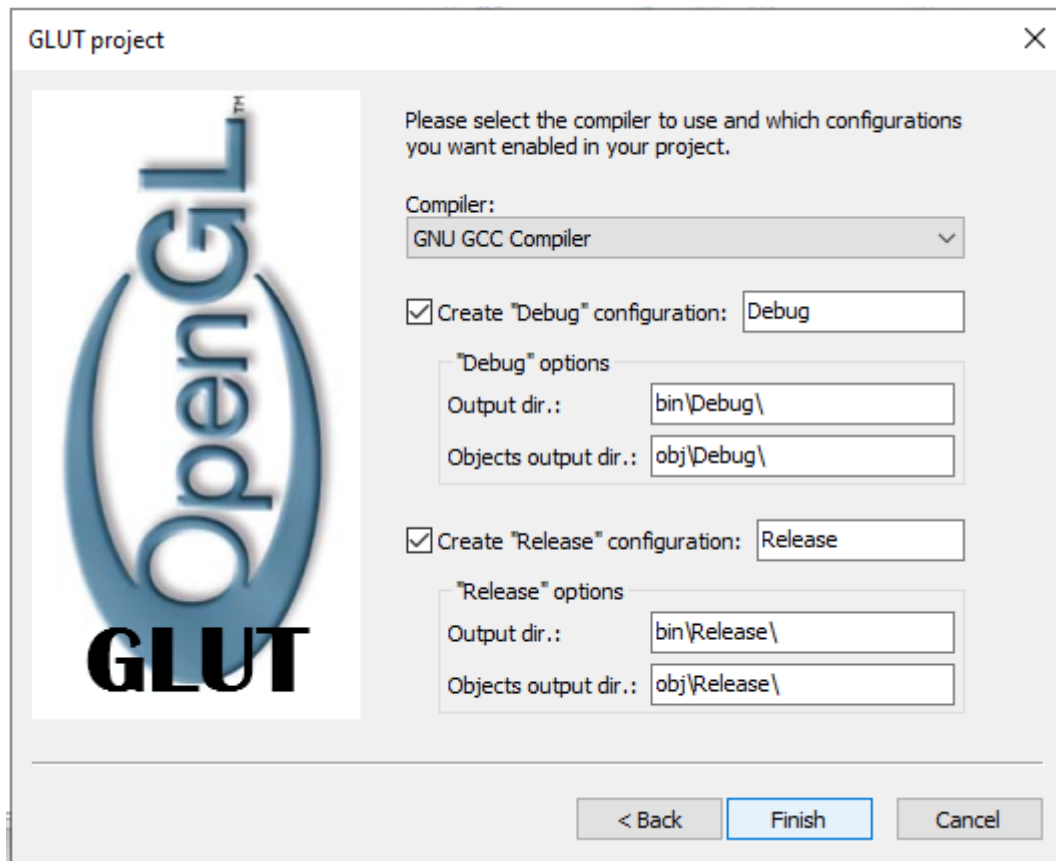 GLUT project
OpenGL™
GLUT
Please select the compiler to use and which configurations
you want enabled in your project.
Compiler:
GNU GCC Compiler
Create "Debug" configuration: Debug
"Debug" options
Output dir.: bin\Debug\
Objects output dir.: obj\Debug\
Create "Release" configuration: Release
"Release" options
Output dir.: bin\Release\
Objects output dir.: obj\Release\
< Back
Finish
Cancel